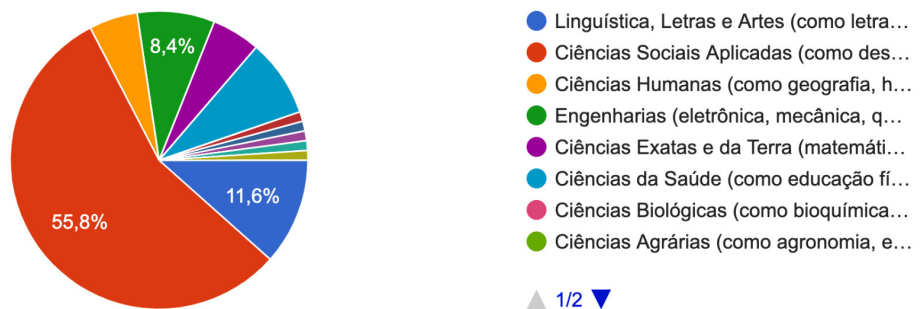 8,4%
11,6%
55,8%
Linguística, Letras e Artes (como letra…
Ciências Sociais Aplicadas (como des…
Ciências Humanas (como geografia, h…
Engenharias (eletrônica, mecânica, q…
Ciências Exatas e da Terra (matemáti…
Ciências da Saúde (como educação fí…
Ciências Biológicas (como bioquímica…
Ciências Agrárias (como agronomia, e…
1/2